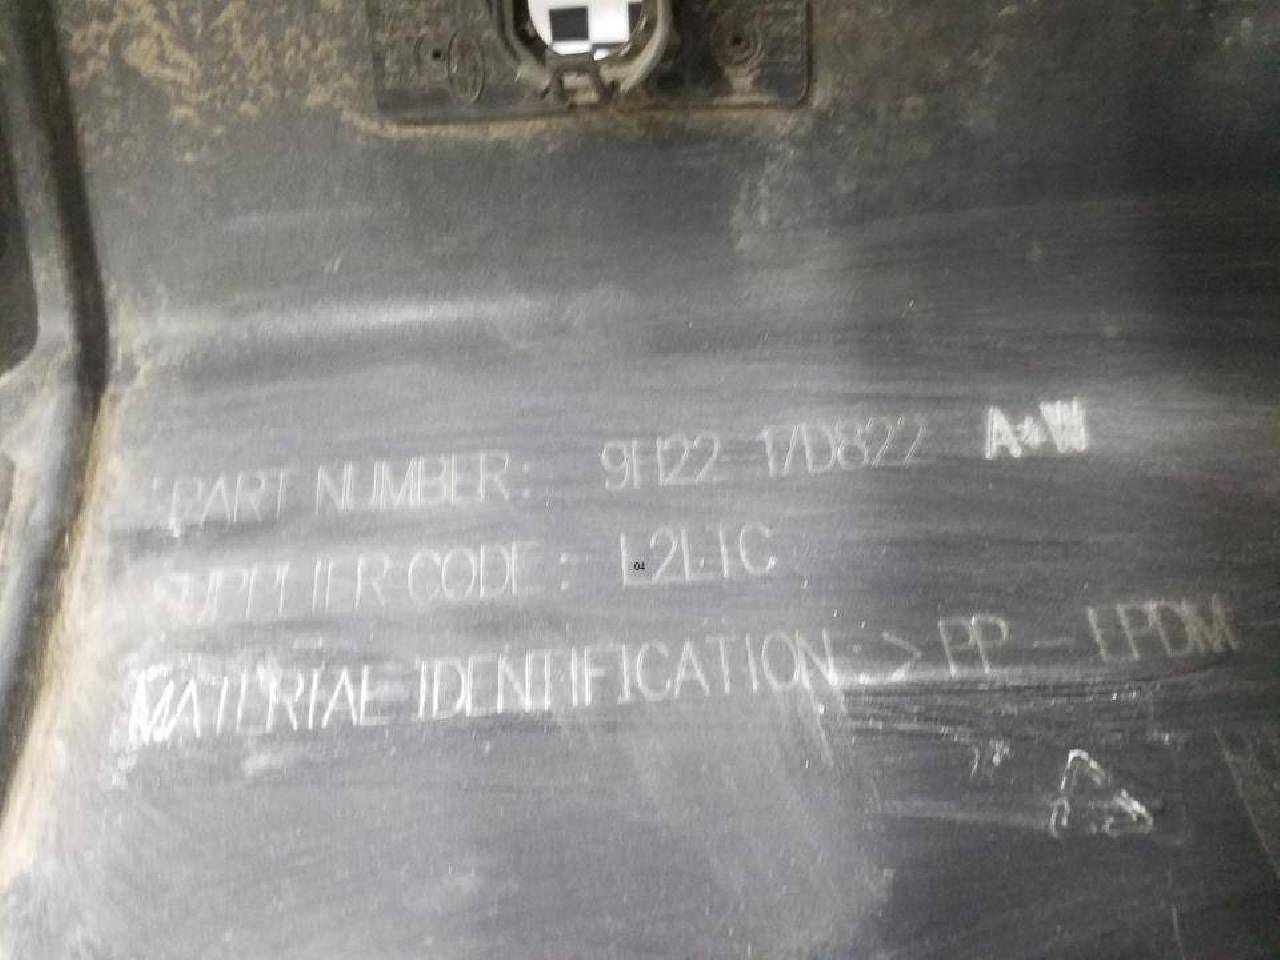 PART NUMBER: 9H22-17D822 A*W
SUPPLIER CODE: L2L1C
MATERIAL IDENTIFICATION: > PP - EPDM